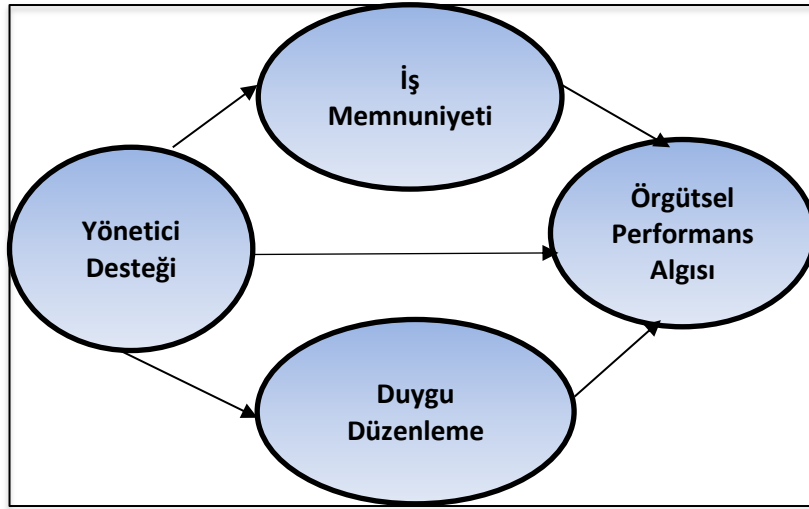 İş
Memnuniyeti
Yönetici
Desteği
Örgütsel
Performans
Algısı
Duygu
Düzenleme